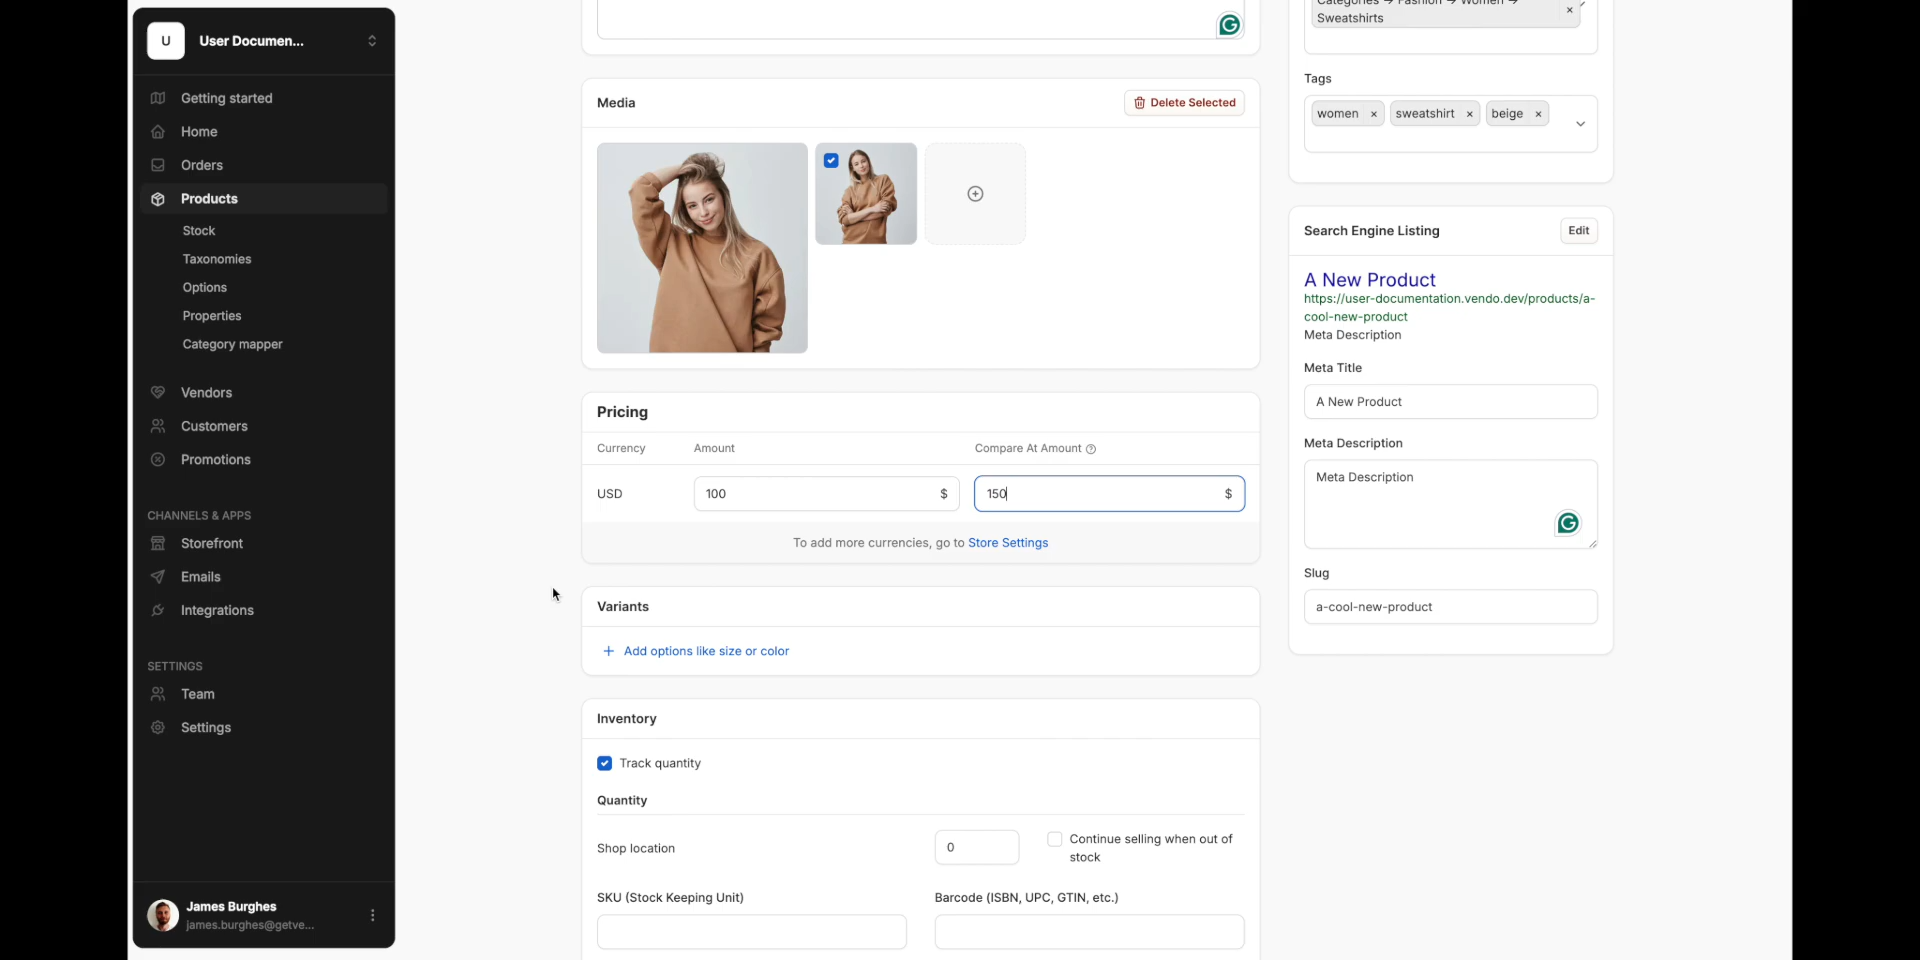 U
User Documen...
Getting started
Home
Orders
Products
Stock
Taxonomies
Options
Properties
Category mapper
Vendors
Customers
Promotions
CHANNELS & APPS
Storefront
Emails
Integrations
SETTINGS
Team
Settings
James Burghes
james.burghes@getve...
Media
Delete Selected
Pricing
Currency
Amount
Compare At Amount
USD
100
$
150
$
To add more currencies, go to Store Settings
Variants
Add options like size or color
Inventory
Track quantity
Quantity
Shop location
0
Continue selling when out of
stock
SKU (Stock Keeping Unit)
Barcode (ISBN, UPC, GTIN, etc.)
Categories → Fashion → Women →
Sweatshirts
Tags
women
sweatshirt
beige
Search Engine Listing
Edit
A New Product
https://user-documentation.vendo.dev/products/a-
cool-new-product
Meta Description
Meta Title
A New Product
Meta Description
Meta Description
Slug
a-cool-new-product